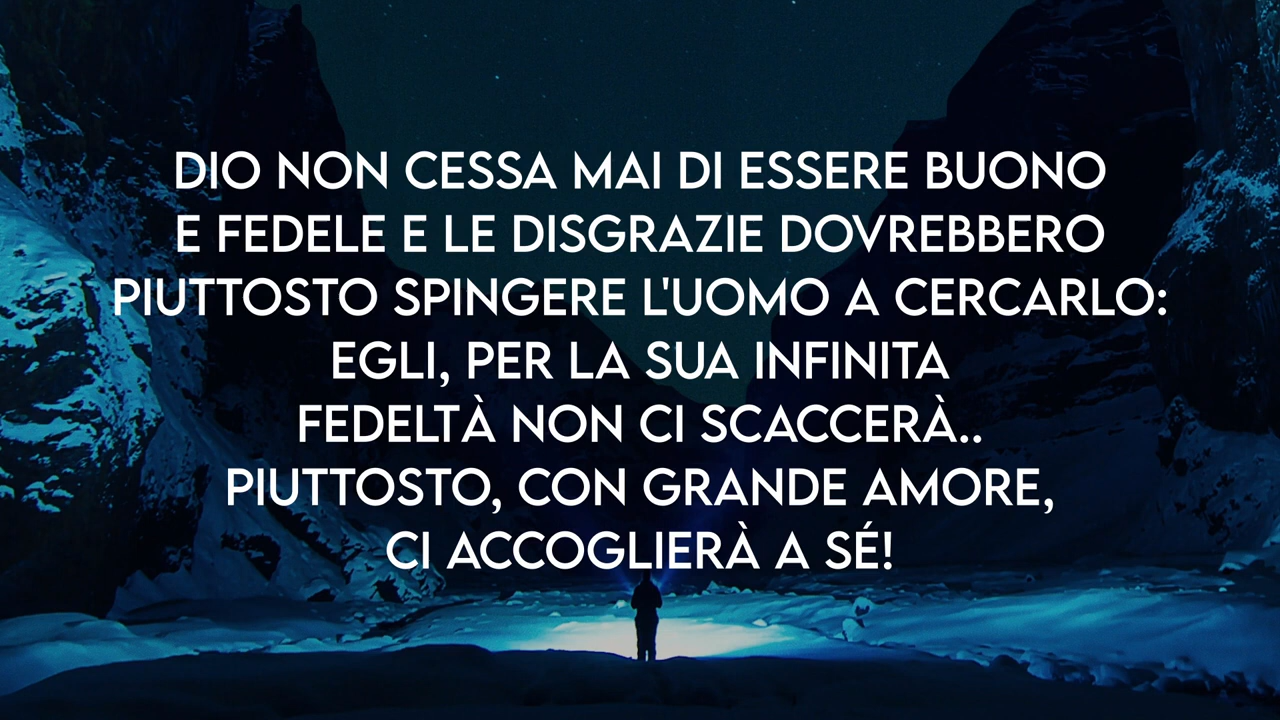 DIO NON CESSA MAI DI ESSERE BUONO
E FEDELE E LE DISGRAZIE DOVREBBERO
PIUTTOSTO SPINGERE L'UOMO A CERCARLO:
EGLI, PER LA SUA INFINITA
FEDELTÀ NON CI SCACCERÀ..
PIUTTOSTO, CON GRANDE AMORE,
CI ACCOGLIERÀ A SÉ!